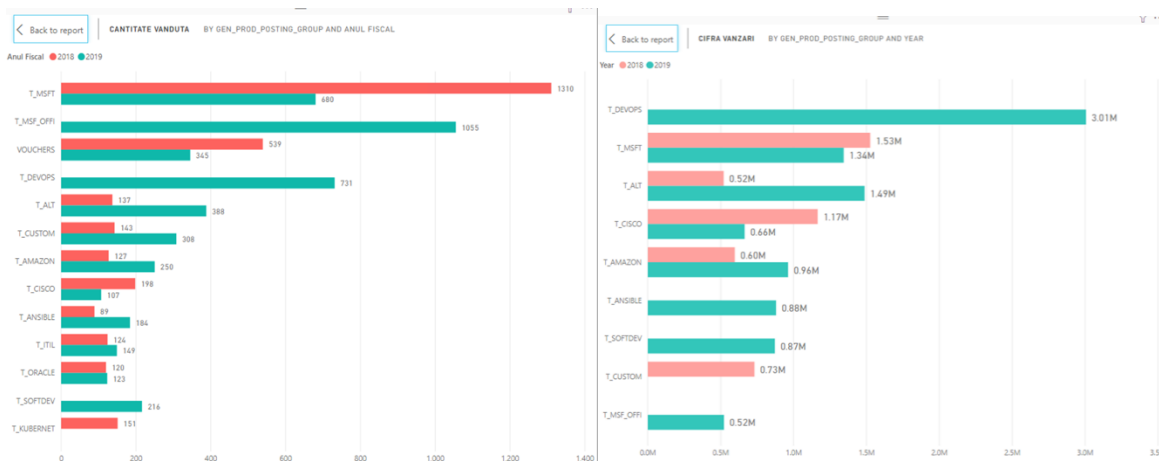 Back to report
CANTITATE VANDUTA BY GEN_PROD_POSTING_GROUP AND ANUL FISCAL
Anul Fiscal 2018 2019
T_MSFT 1310
680
T_MSF_OFFI 1055
VOUCHERS 539
345
T_DEVOPS 731
T_ALT 137
388
T_CUSTOM 143
308
T_AMAZON 127
250
T_CISCO 198
107
T_ANSIBLE 89
184
T_ITIL 124
149
T_ORACLE 120
123
T_SOFTDEV 216
T_KUBERNET 151
0 200 400 600 800 1.000 1.200 1.400
Back to report
CIFRA VANZARI BY GEN_PROD_POSTING_GROUP AND YEAR
Year 2018 2019
T_DEVOPS 3.01M
T_MSFT 1.53M
1.34M
T_ALT 0.52M
1.49M
T_CISCO 1.17M
0.66M
T_AMAZON 0.60M
0.96M
T_ANSIBLE 0.88M
T_SOFTDEV 0.87M
T_CUSTOM 0.73M
T_MSF_OFFI 0.52M
0.0M 0.5M 1.0M 1.5M 2.0M 2.5M 3.0M 3.5